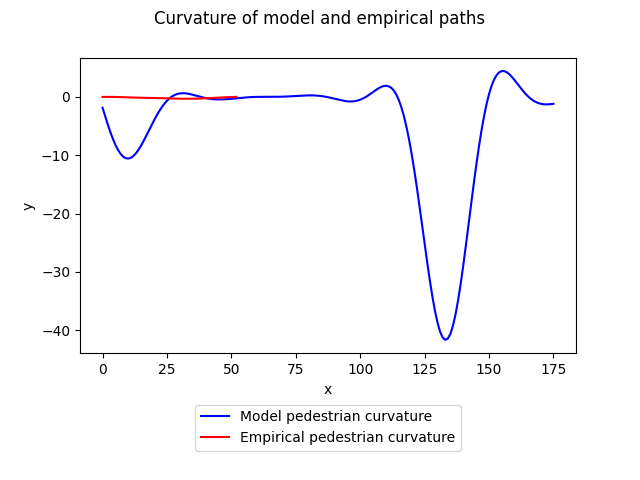 Curvature of model and empirical paths
0
−10
−20
−30
−40
y
0 25 50 75 100 125 150 175
x
Model pedestrian curvature
Empirical pedestrian curvature